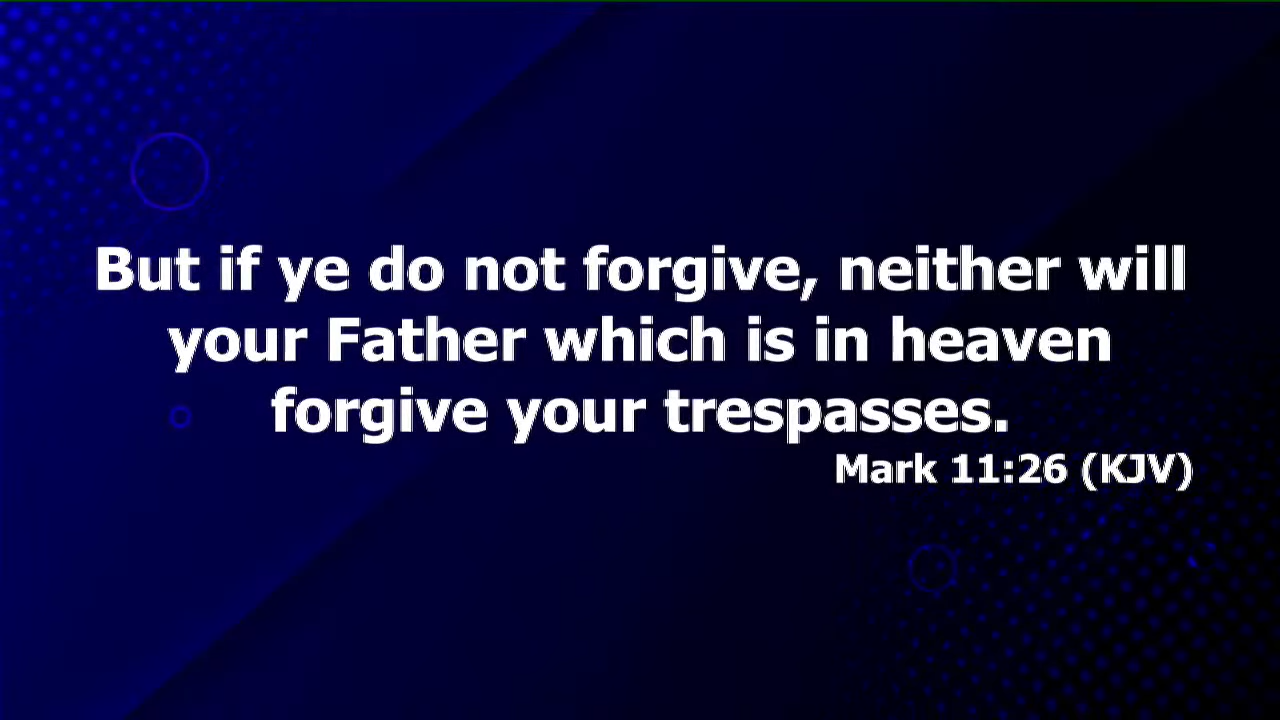 But if ye do not forgive, neither will
your Father which is in heaven
forgive your trespasses.
Mark 11:26 (KJV)